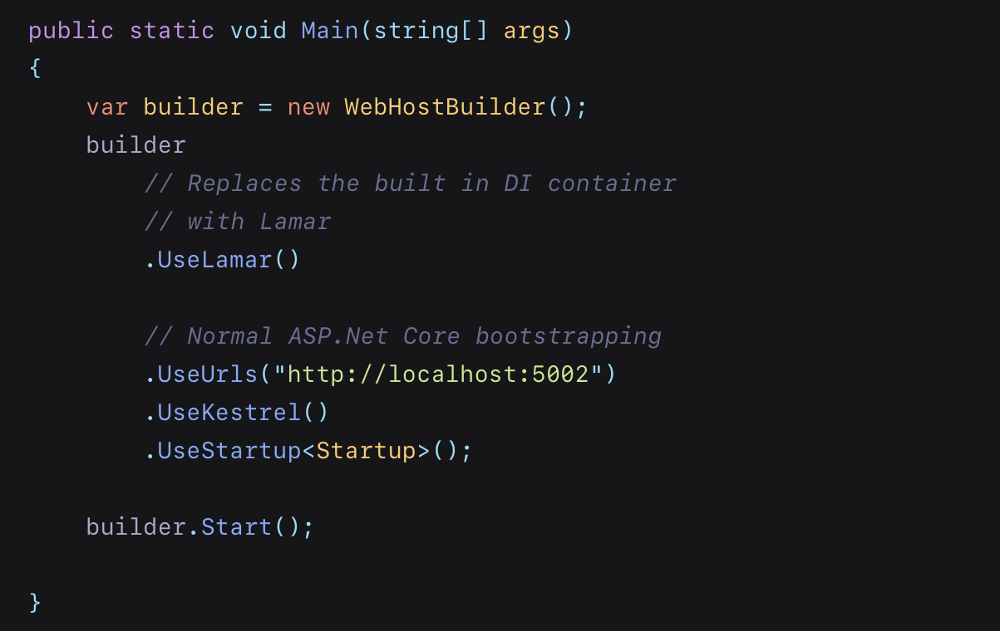 public static void Main(string[] args)
{
    var builder = new WebHostBuilder();
    builder
        // Replaces the built in DI container
        // with Lamar
        .UseLamar()

        // Normal ASP.Net Core bootstrapping
        .UseUrls("http://localhost:5002")
        .UseKestrel()
        .UseStartup<Startup>();

    builder.Start();

}